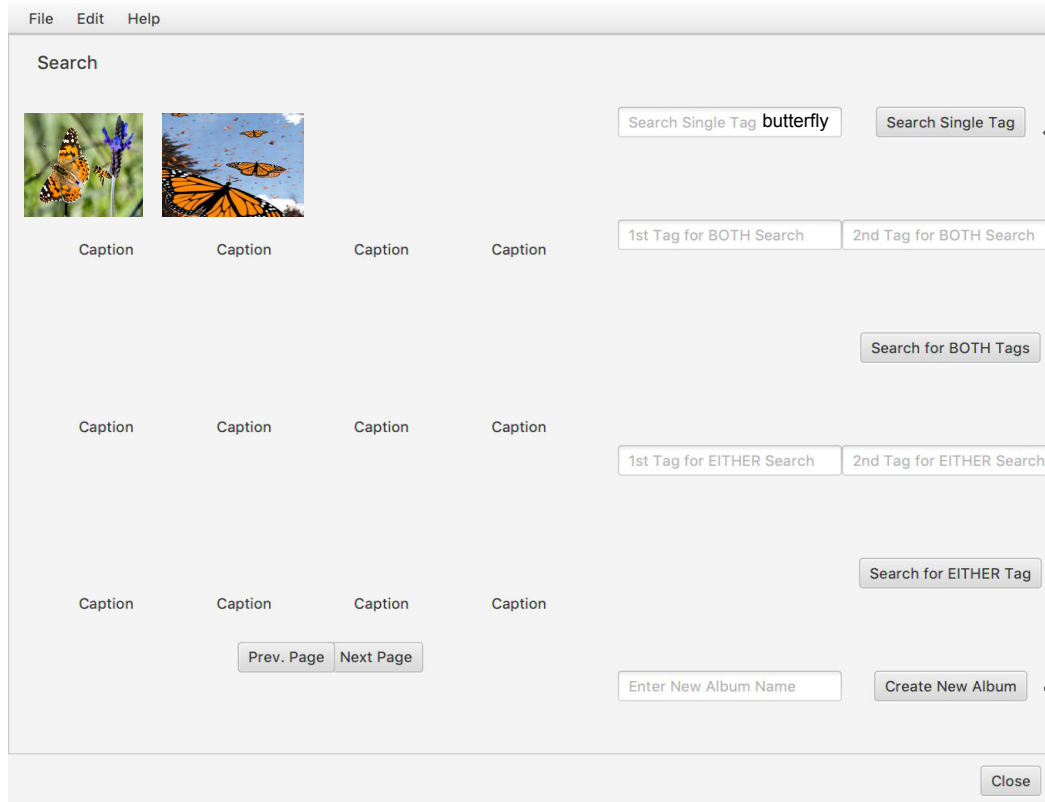 File Edit Help
Search
Search Single Tag butterfly Search Single Tag
1st Tag for BOTH Search 2nd Tag for BOTH Search
Caption Caption Caption Caption
Search for BOTH Tags
Caption Caption Caption Caption
1st Tag for EITHER Search 2nd Tag for EITHER Search
Search for EITHER Tag
Caption Caption Caption Caption
Prev. Page Next Page
Enter New Album Name Create New Album
Close